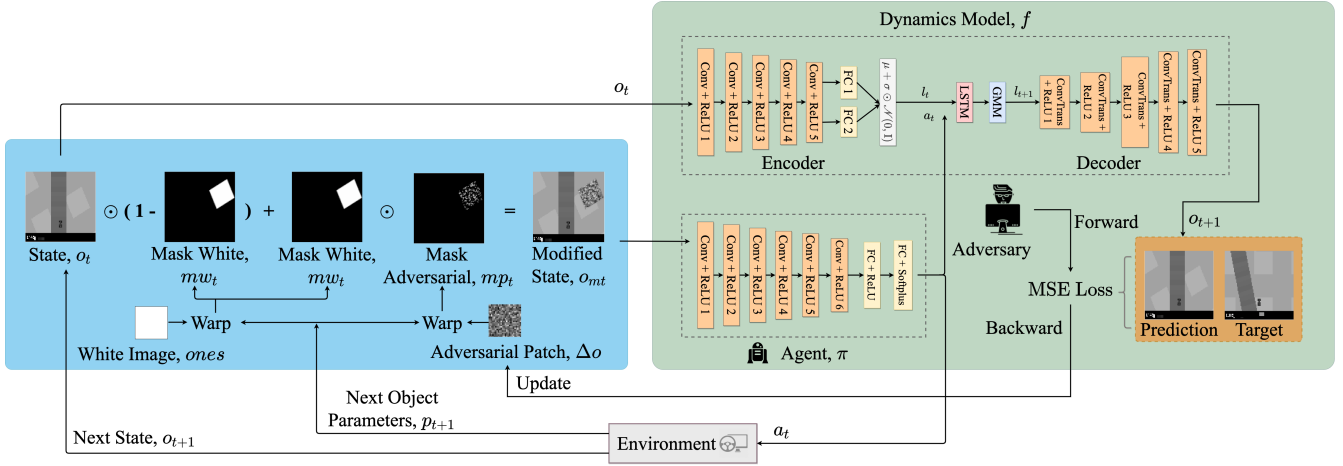 Dynamics Model, f
o_t
Conv + ReLU 1
Conv + ReLU 2
Conv + ReLU 3
Conv + ReLU 4
Conv + ReLU 5
FC 1
FC 2
μ + σ ⊙ 𝒩(0, I)
l_t
a_t
LSTM
GMM
l_{t+1}
ConvTrans
+ ReLU 1
ConvTrans +
ReLU 2
ConvTrans +
ReLU 3
ConvTrans + ReLU 4
ConvTrans + ReLU 5
Encoder
Decoder
⊙ ( 1 - ) + ⊙ =
State, o_t
Mask White,
mw_t
Mask White,
mw_t
Mask
Adversarial, mp_t
Modified
State, o_{mt}
Warp
Warp
White Image, ones
Adversarial Patch, Δo
Conv + ReLU 1
Conv + ReLU 2
Conv + ReLU 3
Conv + ReLU 4
Conv + ReLU 5
Conv + ReLU 6
FC + ReLU
FC + Softplus
Agent, π
Adversary
Forward
o_{t+1}
MSE Loss
Backward
Prediction
Target
Update
Next Object
Parameters, p_{t+1}
Next State, o_{t+1}
Environment
a_t